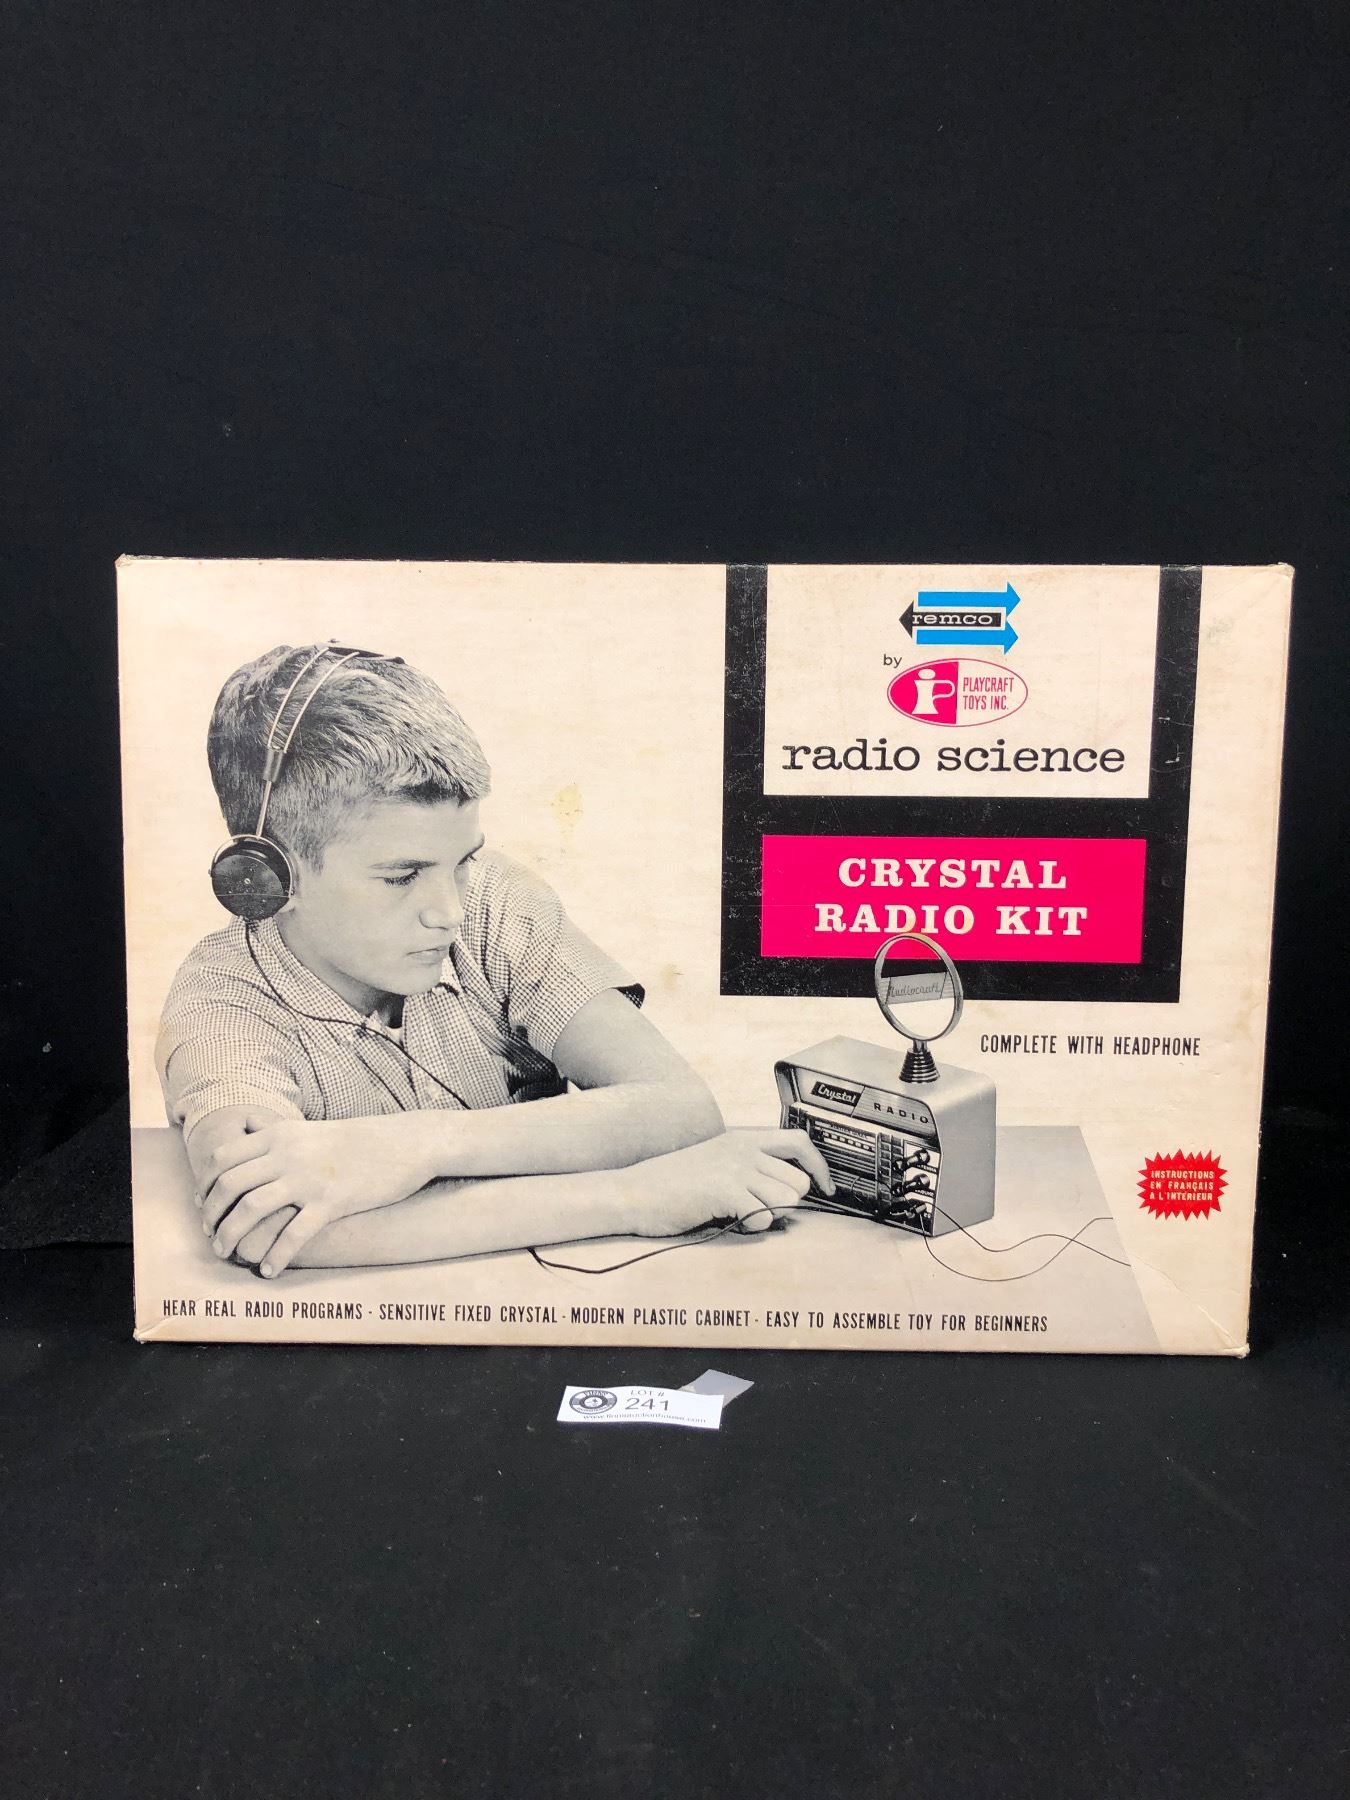 remco
by
PLAYCRAFT
TOYS INC.
radio science
CRYSTAL
RADIO KIT
Radiocraft
COMPLETE WITH HEADPHONE
Crystal
RADIO
INSTRUCTIONS
EN FRANÇAIS
A L'INTÉRIEUR
HEAR REAL RADIO PROGRAMS - SENSITIVE FIXED CRYSTAL - MODERN PLASTIC CABINET - EASY TO ASSEMBLE TOY FOR BEGINNERS
LOT #
241